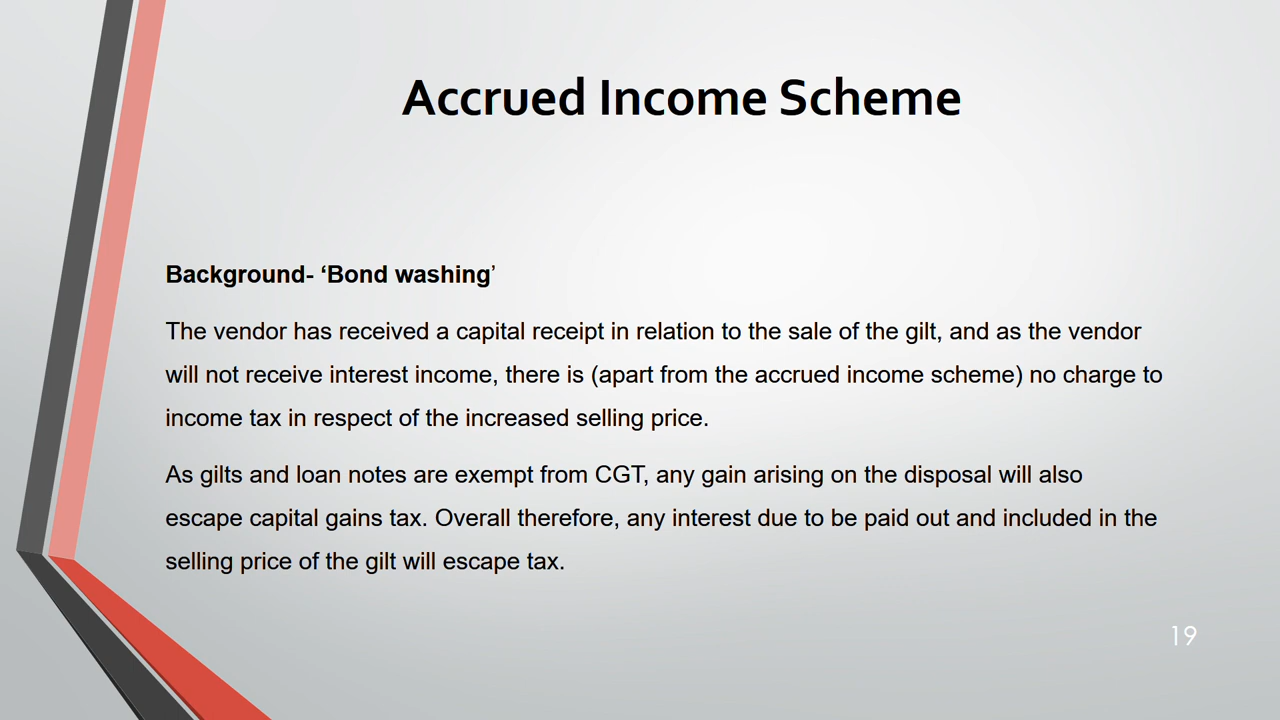 Accrued Income Scheme
Background- ‘Bond washing’
The vendor has received a capital receipt in relation to the sale of the gilt, and as the vendor
will not receive interest income, there is (apart from the accrued income scheme) no charge to
income tax in respect of the increased selling price.
As gilts and loan notes are exempt from CGT, any gain arising on the disposal will also
escape capital gains tax. Overall therefore, any interest due to be paid out and included in the
selling price of the gilt will escape tax.
19